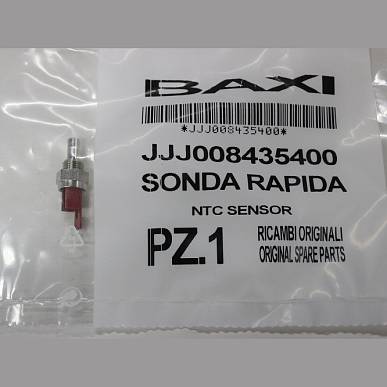 BAXI
*JJJ008435400*
JJJ008435400
SONDA RAPIDA
NTC SENSOR
PZ.1
RICAMBI ORIGINALI
ORIGINAL SPARE PARTS